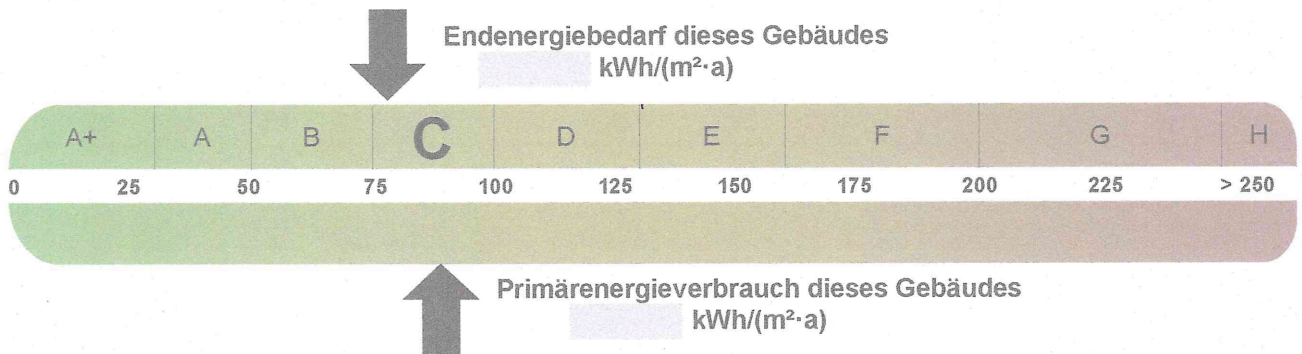 Endenergiebedarf dieses Gebäudes
kWh/(m²·a)
A+ A B C D E F G H
0 25 50 75 100 125 150 175 200 225 > 250
Primärenergieverbrauch dieses Gebäudes
kWh/(m²·a)